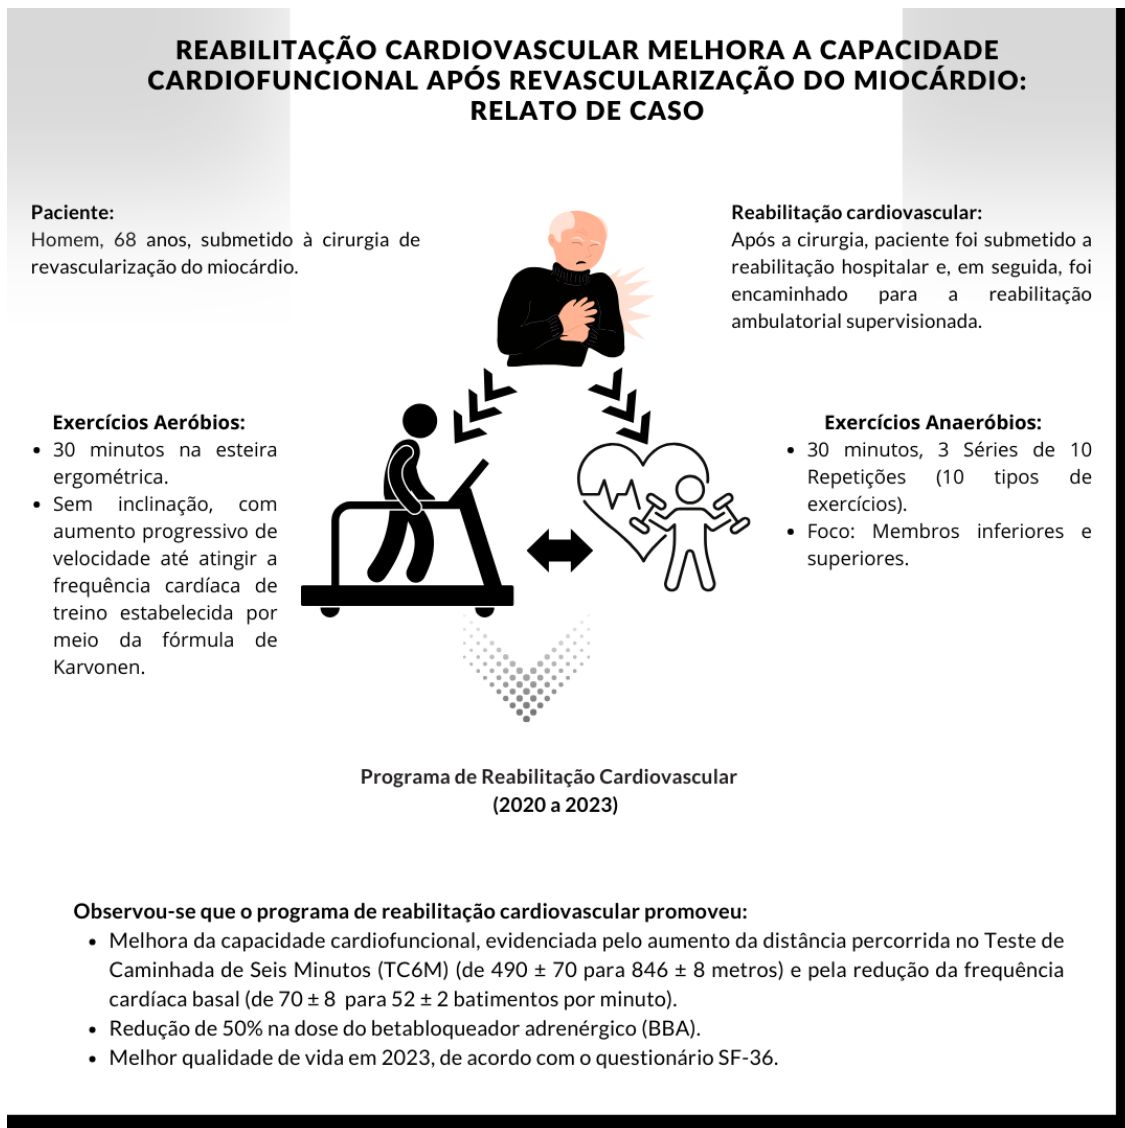 REABILITAÇÃO CARDIOVASCULAR MELHORA A CAPACIDADE
CARDIOFUNCIONAL APÓS REVASCULARIZAÇÃO DO MIOCÁRDIO:
RELATO DE CASO
Paciente:
Homem, 68 anos, submetido à cirurgia de
revascularização do miocárdio.
Reabilitação cardiovascular:
Após a cirurgia, paciente foi submetido a
reabilitação hospitalar e, em seguida, foi
encaminhado para a reabilitação
ambulatorial supervisionada.
Exercícios Aeróbios:
• 30 minutos na esteira
ergométrica.
• Sem inclinação, com
aumento progressivo de
velocidade até atingir a
frequência cardíaca de
treino estabelecida por
meio da fórmula de
Karvonen.
Exercícios Anaeróbios:
• 30 minutos, 3 Séries de 10
Repetições (10 tipos de
exercícios).
• Foco: Membros inferiores e
superiores.
Programa de Reabilitação Cardiovascular
(2020 a 2023)
Observou-se que o programa de reabilitação cardiovascular promoveu:
• Melhora da capacidade cardiofuncional, evidenciada pelo aumento da distância percorrida no Teste de
Caminhada de Seis Minutos (TC6M) (de 490 ± 70 para 846 ± 8 metros) e pela redução da frequência
cardíaca basal (de 70 ± 8 para 52 ± 2 batimentos por minuto).
• Redução de 50% na dose do betabloqueador adrenérgico (BBA).
• Melhor qualidade de vida em 2023, de acordo com o questionário SF-36.